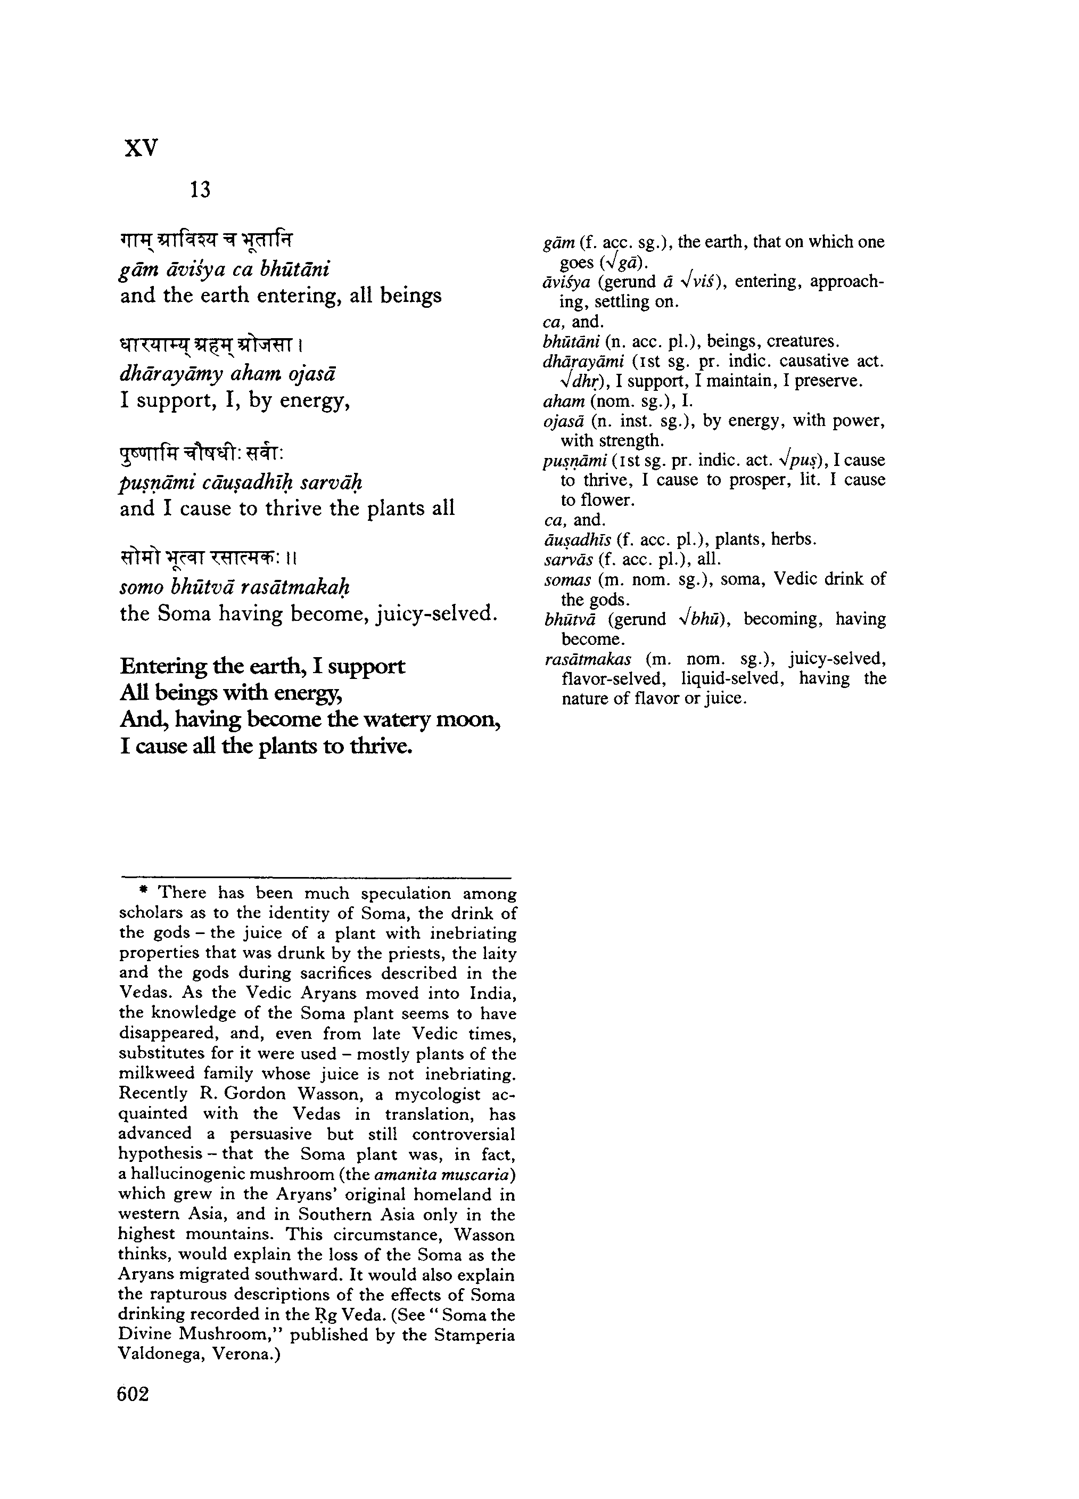 XV
13
गाम् आविश्य च भूतानि
gām āviśya ca bhūtāni
and the earth entering, all beings
धारयाम्य् अहम् ओजसा ।
dhārayāmy aham ojasā
I support, I, by energy,
पुष्णामि चौषधीः सर्वाः
puṣṇāmi cāuṣadhīḥ sarvāḥ
and I cause to thrive the plants all
सोमो भूत्वा रसात्मकः ॥
somo bhūtvā rasātmakaḥ
the Soma having become, juicy-selved.
Entering the earth, I support
All beings with energy,
And, having become the watery moon,
I cause all the plants to thrive.
* There has been much speculation among
scholars as to the identity of Soma, the drink of
the gods – the juice of a plant with inebriating
properties that was drunk by the priests, the laity
and the gods during sacrifices described in the
Vedas. As the Vedic Aryans moved into India,
the knowledge of the Soma plant seems to have
disappeared, and, even from late Vedic times,
substitutes for it were used – mostly plants of the
milkweed family whose juice is not inebriating.
Recently R. Gordon Wasson, a mycologist ac-
quainted with the Vedas in translation, has
advanced a persuasive but still controversial
hypothesis – that the Soma plant was, in fact,
a hallucinogenic mushroom (the amanita muscaria)
which grew in the Aryans' original homeland in
western Asia, and in Southern Asia only in the
highest mountains. This circumstance, Wasson
thinks, would explain the loss of the Soma as the
Aryans migrated southward. It would also explain
the rapturous descriptions of the effects of Soma
drinking recorded in the Ṛg Veda. (See "Soma the
Divine Mushroom," published by the Stamperia
Valdonega, Verona.)
602
gām (f. acc. sg.), the earth, that on which one
goes (√gā).
āviśya (gerund ā √viś), entering, approach-
ing, settling on.
ca, and.
bhūtāni (n. acc. pl.), beings, creatures.
dhārayāmi (1st sg. pr. indic. causative act.
√dhṛ), I support, I maintain, I preserve.
aham (nom. sg.), I.
ojasā (n. inst. sg.), by energy, with power,
with strength.
puṣṇāmi (1st sg. pr. indic. act. √puṣ), I cause
to thrive, I cause to prosper, lit. I cause
to flower.
ca, and.
āuṣadhīs (f. acc. pl.), plants, herbs.
sarvās (f. acc. pl.), all.
somas (m. nom. sg.), soma, Vedic drink of
the gods.
bhūtvā (gerund √bhū), becoming, having
become.
rasātmakas (m. nom. sg.), juicy-selved,
flavor-selved, liquid-selved, having the
nature of flavor or juice.